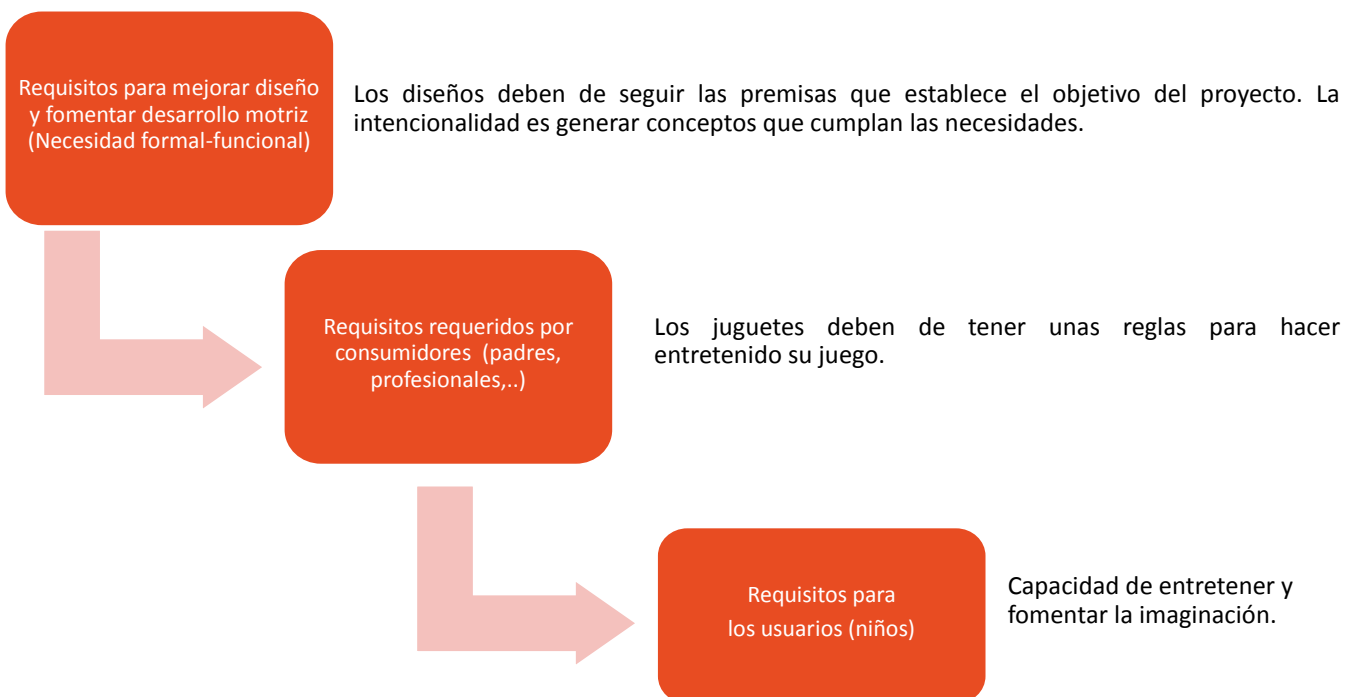 Requisitos para mejorar diseño
y fomentar desarrollo motriz
(Necesidad formal-funcional)
Los diseños deben de seguir las premisas que establece el objetivo del proyecto. La
intencionalidad es generar conceptos que cumplan las necesidades.
Requisitos requeridos por
consumidores (padres,
profesionales,..)
Los juguetes deben de tener unas reglas para hacer
entretenido su juego.
Requisitos para
los usuarios (niños)
Capacidad de entretener y
fomentar la imaginación.